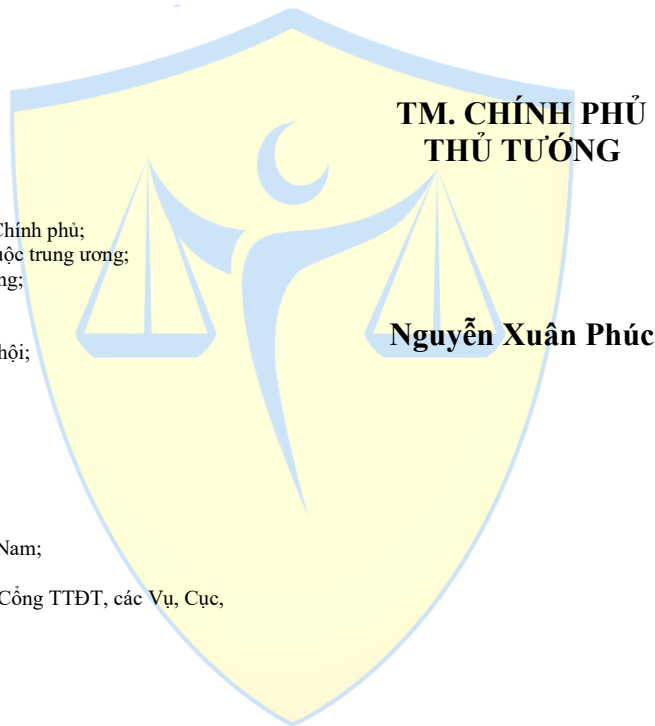 TM. CHÍNH PHỦ
THỦ TƯỚNG
Chính phủ;
uộc trung ương;
ng;
Nguyễn Xuân Phúc
hội;
Nam;
Cổng TTĐT, các Vụ, Cục,